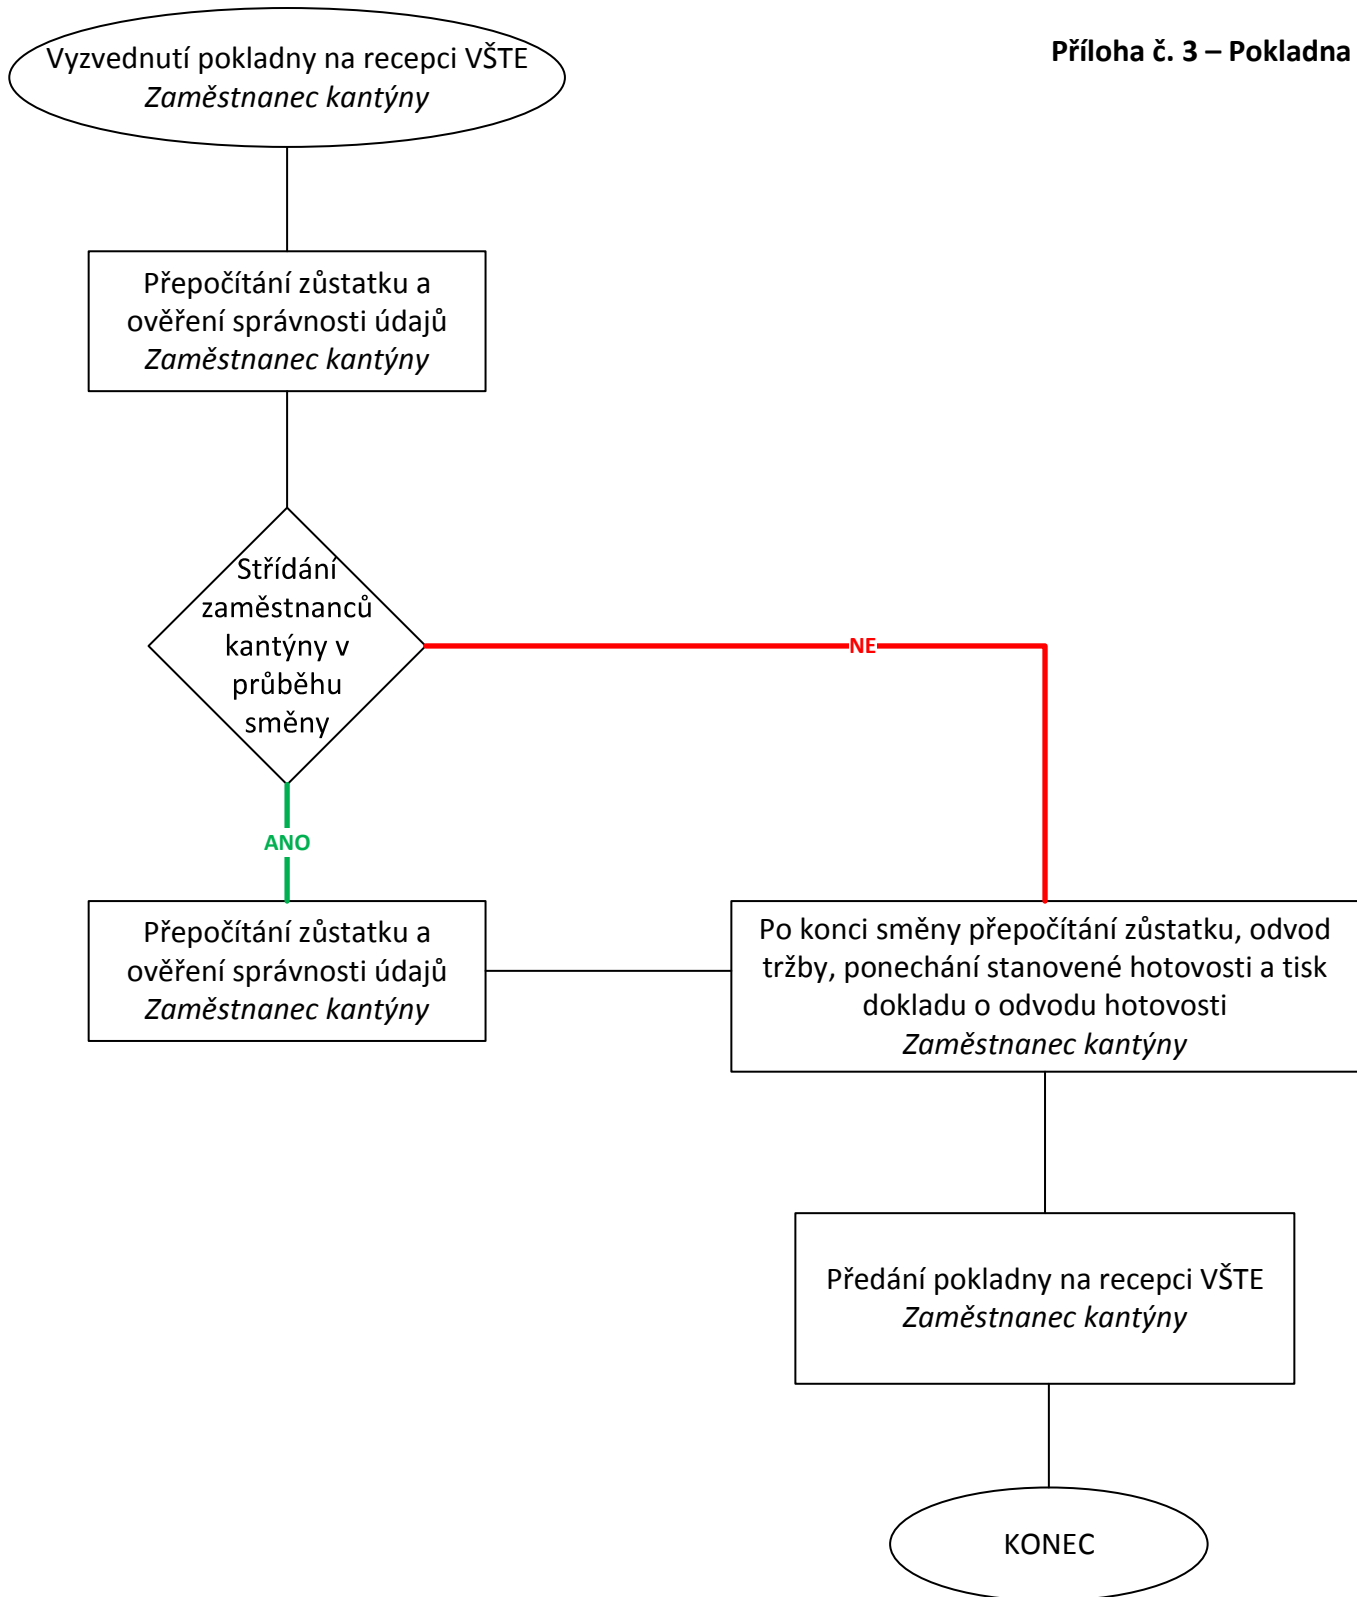 Příloha č. 3 – Pokladna
Vyzvednutí pokladny na recepci VŠTE
Zaměstnanec kantýny
Přepočítání zůstatku a
ověření správnosti údajů
Zaměstnanec kantýny
Střídání
zaměstnanců
kantýny v
průběhu
směny
NE
ANO
Přepočítání zůstatku a
ověření správnosti údajů
Zaměstnanec kantýny
Po konci směny přepočítání zůstatku, odvod
tržby, ponechání stanovené hotovosti a tisk
dokladu o odvodu hotovosti
Zaměstnanec kantýny
Předání pokladny na recepci VŠTE
Zaměstnanec kantýny
KONEC